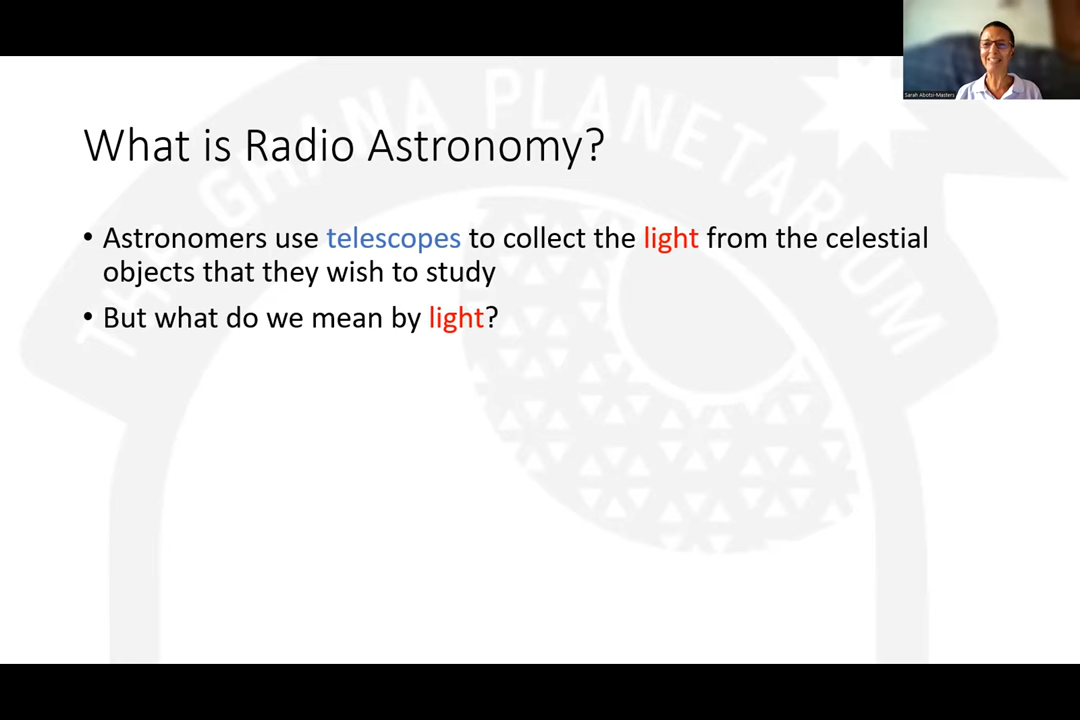 Sarah Abotsi-Masters
THE GHANA PLANETARIUM
What is Radio Astronomy?
• Astronomers use telescopes to collect the light from the celestial
objects that they wish to study
• But what do we mean by light?